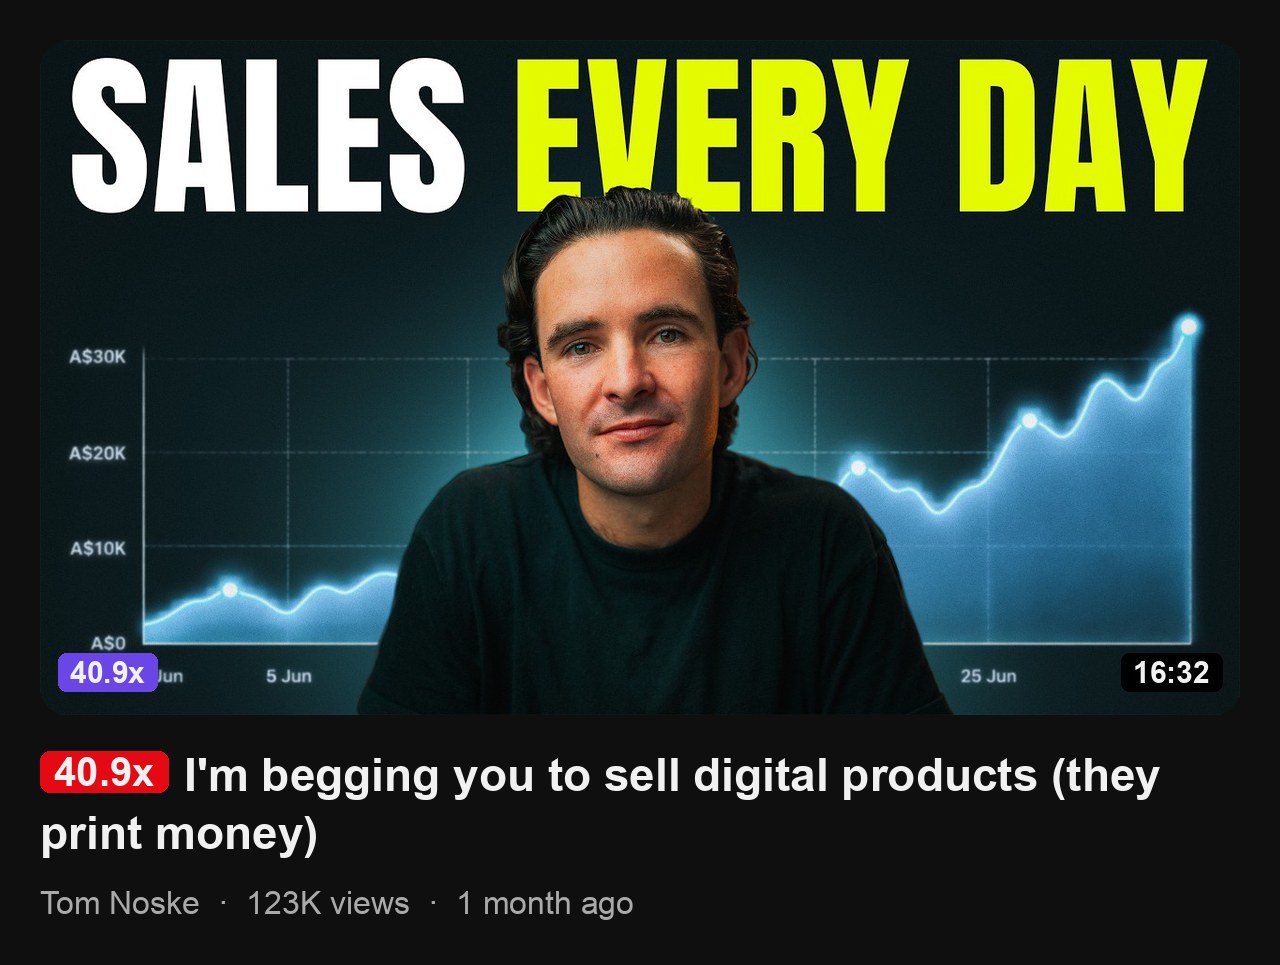 SALES EVERY DAY
A$30K
A$20K
A$10K
A$0
Jun
5 Jun
25 Jun
40.9x
16:32
40.9x I'm begging you to sell digital products (they
print money)
Tom Noske · 123K views · 1 month ago